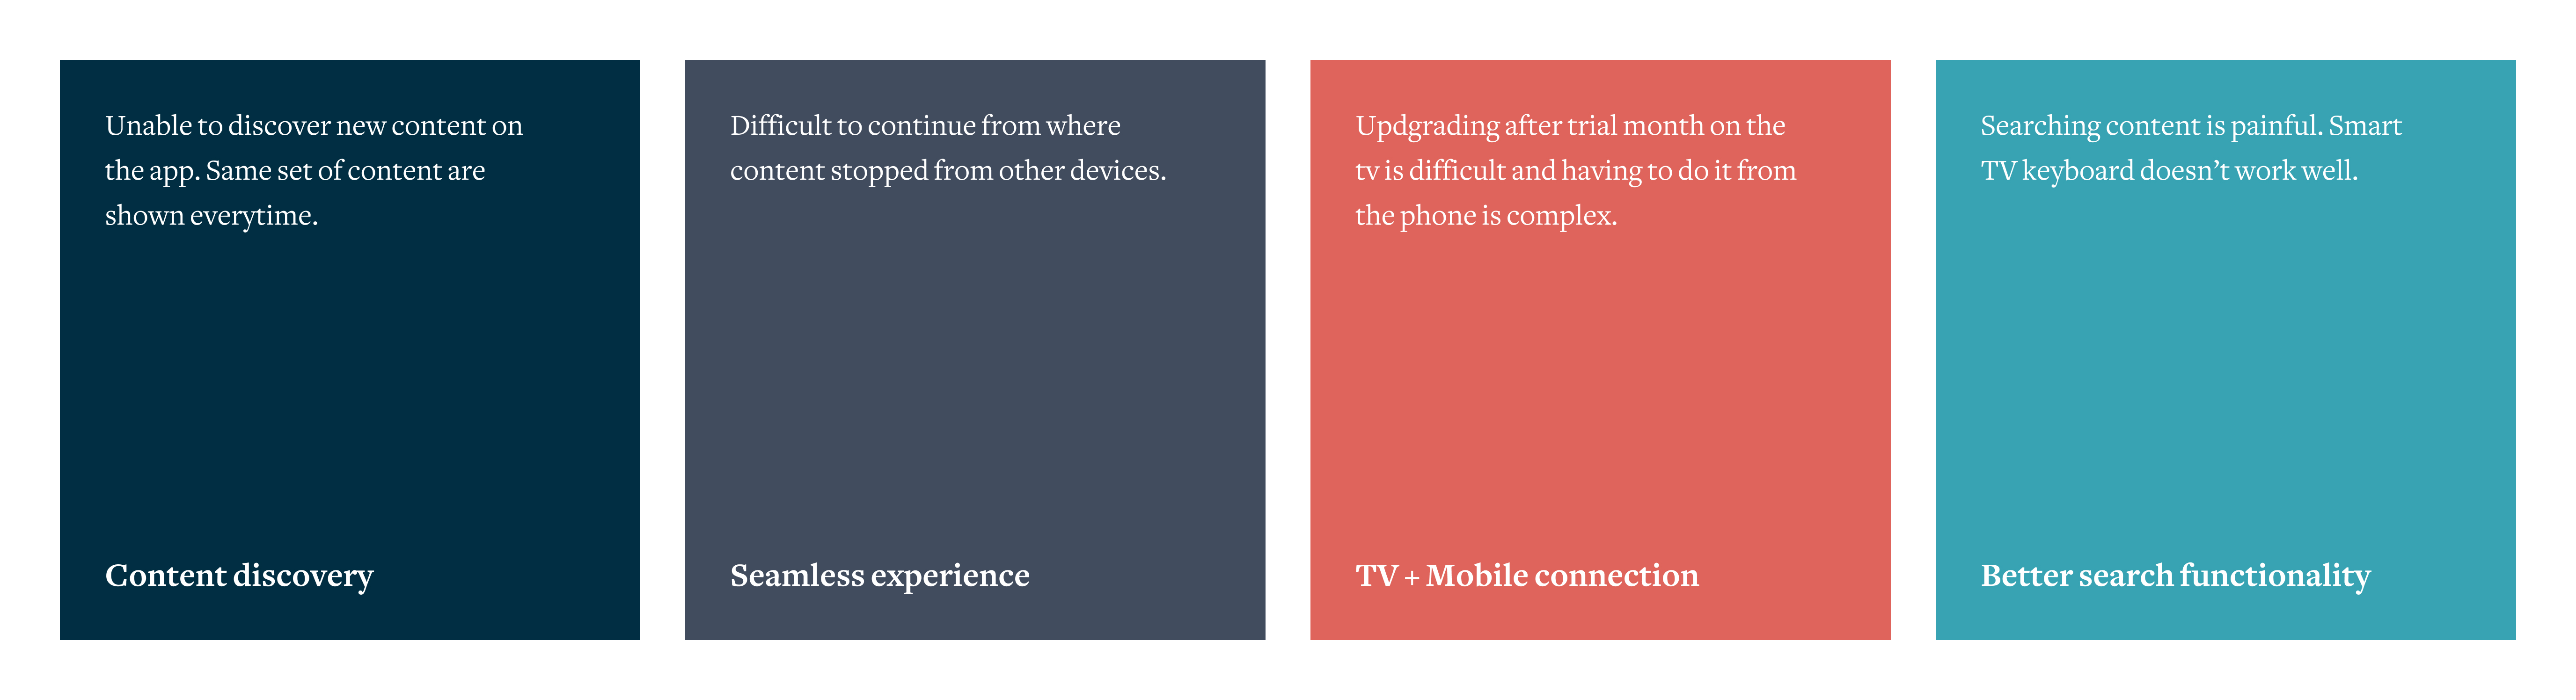 Unable to discover new content on
the app. Same set of content are
shown everytime.
Content discovery
Difficult to continue from where
content stopped from other devices.
Seamless experience
Updgrading after trial month on the
tv is difficult and having to do it from
the phone is complex.
TV + Mobile connection
Searching content is painful. Smart
TV keyboard doesn’t work well.
Better search functionality